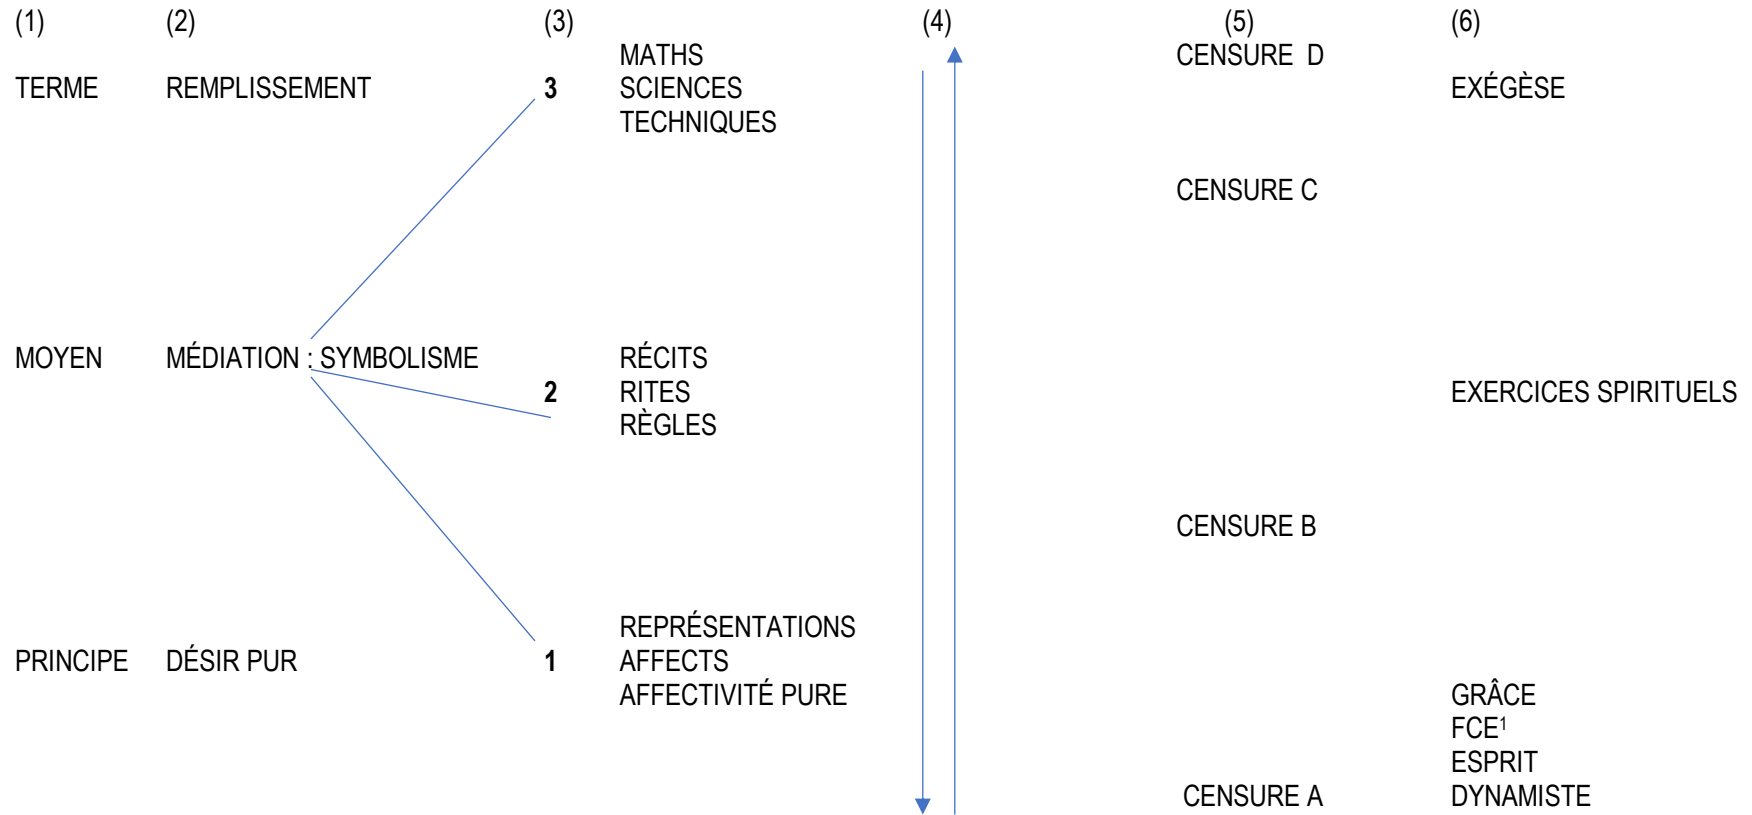 (1) (2) (3) (4) (5) (6)
MATHS CENSURE D
TERME REMPLISSEMENT 3 SCIENCES EXÉGÈSE
TECHNIQUES
CENSURE C
MOYEN MÉDIATION : SYMBOLISME RÉCITS
2 RITES EXERCICES SPIRITUELS
RÈGLES
CENSURE B
REPRÉSENTATIONS
PRINCIPE DÉSIR PUR 1 AFFECTS
AFFECTIVITÉ PURE GRÂCE
FCE¹
ESPRIT
CENSURE A DYNAMISTE